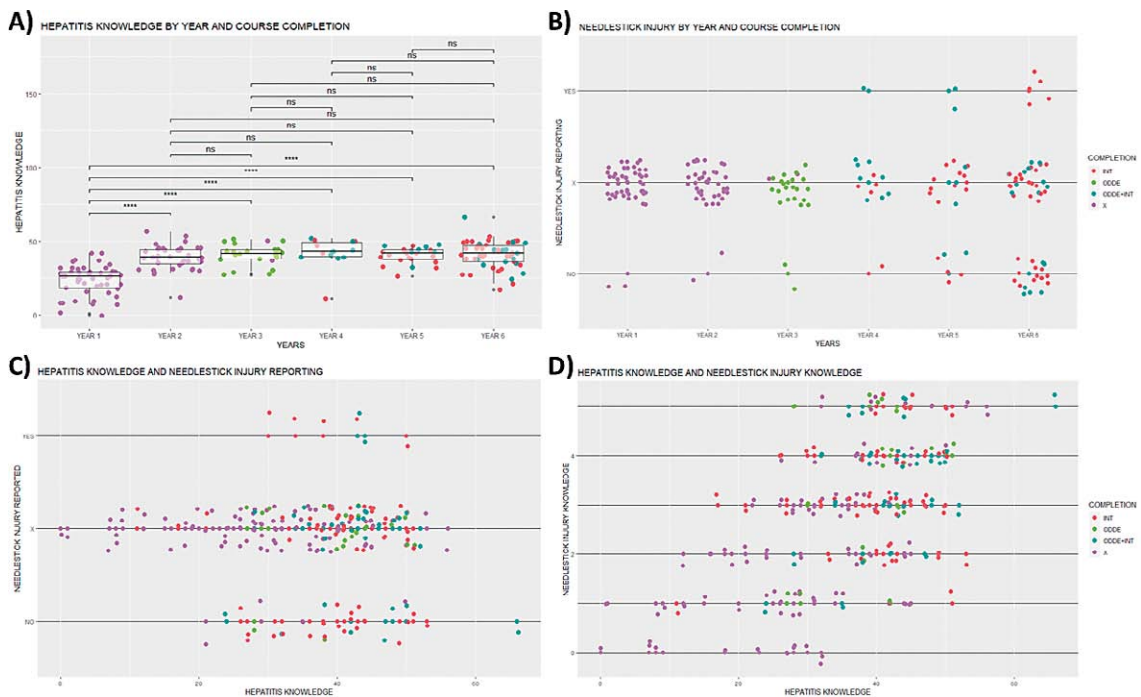 A)
HEPATITIS KNOWLEDGE BY YEAR AND COURSE COMPLETION
HEPATITIS KNOWLEDGE
150
100
50
0
ns
ns
ns
ns
ns
ns
ns
ns
ns
ns
****
****
****
****
YEAR 1 YEAR 2 YEAR 3 YEAR 4 YEAR 5 YEAR 6
YEARS
B)
NEEDLESTICK INJURY BY YEAR AND COURSE COMPLETION
NEEDLESTICK INJURY REPORTING
YES
X
NO
YEAR 1 YEAR 2 YEAR 3 YEAR 4 YEAR 5 YEAR 6
YEARS
COMPLETION
INT
ODDE
ODDE+INT
X
C)
HEPATITIS KNOWLEDGE AND NEEDLESTICK INJURY REPORTING
NEEDLESTICK INJURY REPORTED
YES
X
NO
0 20 40 60
HEPATITIS KNOWLEDGE
D)
HEPATITIS KNOWLEDGE AND NEEDLESTICK INJURY KNOWLEDGE
NEEDLESTICK INJURY KNOWLEDGE
4
2
0
0 20 40 60
HEPATITIS KNOWLEDGE
COMPLETION
INT
ODDE
ODDE+INT
X